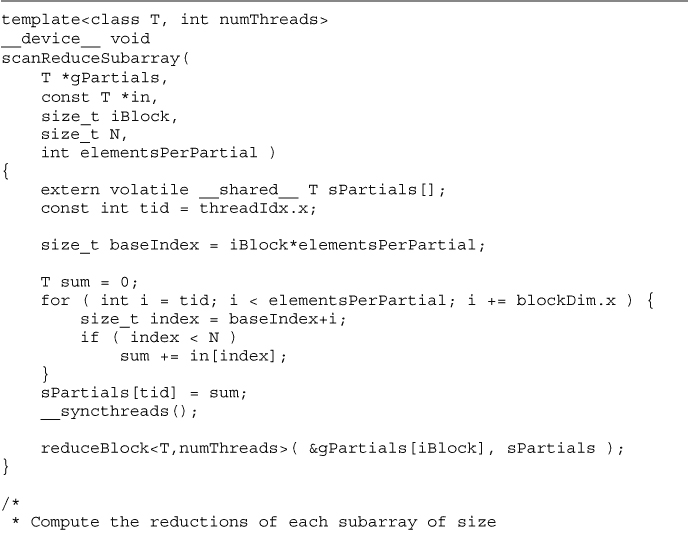 template<class T, int numThreads>
__device__ void
scanReduceSubarray(
    T *gPartials,
    const T *in,
    size_t iBlock,
    size_t N,
    int elementsPerPartial )
{
    extern volatile __shared__ T sPartials[];
    const int tid = threadIdx.x;

    size_t baseIndex = iBlock*elementsPerPartial;

    T sum = 0;
    for ( int i = tid; i < elementsPerPartial; i += blockDim.x ) {
        size_t index = baseIndex+i;
        if ( index < N )
            sum += in[index];
    }
    sPartials[tid] = sum;
    __syncthreads();

    reduceBlock<T,numThreads>( &gPartials[iBlock], sPartials );
}

/*
 * Compute the reductions of each subarray of size